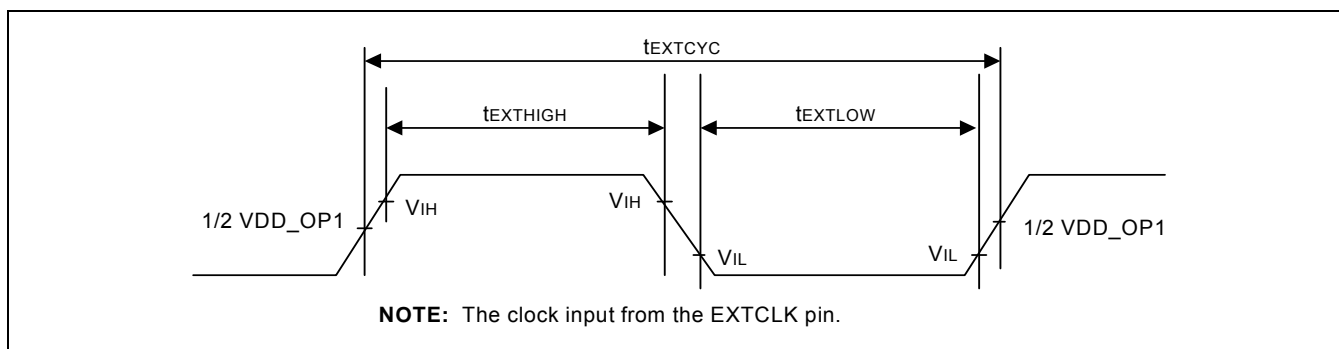 tEXTCYC
tEXTHIGH
tEXTLOW
1/2 VDD_OP1
VIH
VIH
VIL
VIL
1/2 VDD_OP1
NOTE: The clock input from the EXTCLK pin.